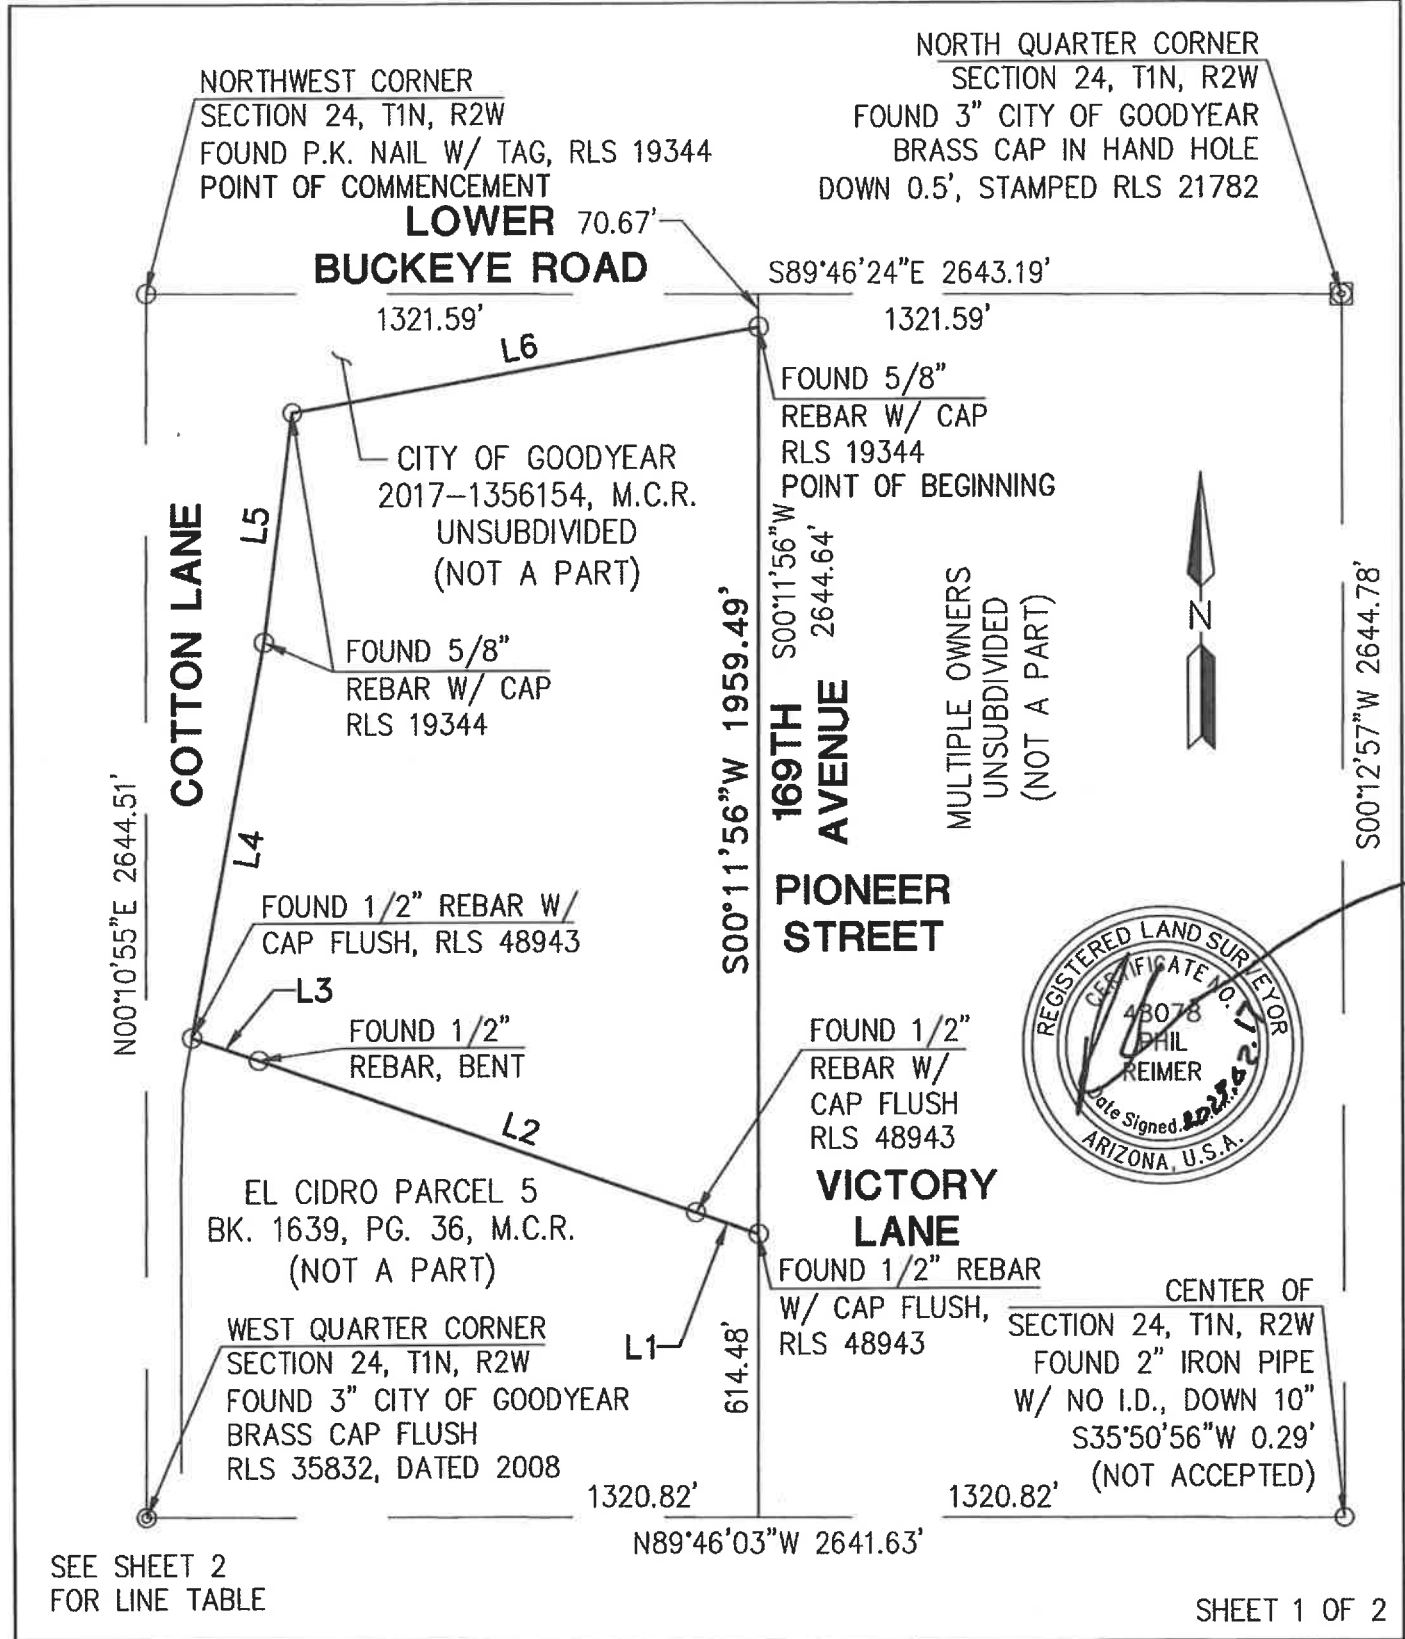 NORTHWEST CORNER
SECTION 24, T1N, R2W
FOUND P.K. NAIL W/ TAG, RLS 19344
POINT OF COMMENCEMENT
NORTH QUARTER CORNER
SECTION 24, T1N, R2W
FOUND 3" CITY OF GOODYEAR
BRASS CAP IN HAND HOLE
DOWN 0.5', STAMPED RLS 21782
LOWER
BUCKEYE ROAD
70.67'
S89°46'24"E 2643.19'
1321.59'
1321.59'
L6
FOUND 5/8"
REBAR W/ CAP
RLS 19344
POINT OF BEGINNING
CITY OF GOODYEAR
2017-1356154, M.C.R.
UNSUBDIVIDED
(NOT A PART)
L5
COTTON LANE
FOUND 5/8"
REBAR W/ CAP
RLS 19344
S00°11'56"W
2644.64'
S00°11'56"W 1959.49'
169TH
AVENUE
MULTIPLE OWNERS
UNSUBDIVIDED
(NOT A PART)
N
S00°12'57"W 2644.78'
N00°10'55"E 2644.51'
L4
PIONEER
STREET
FOUND 1/2" REBAR W/
CAP FLUSH, RLS 48943
L3
FOUND 1/2"
REBAR, BENT
L2
FOUND 1/2"
REBAR W/
CAP FLUSH
RLS 48943
REGISTERED LAND SURVEYOR
CERTIFICATE NO.
48078
PHIL
REIMER
Date Signed
ARIZONA, U.S.A.
EL CIDRO PARCEL 5
BK. 1639, PG. 36, M.C.R.
(NOT A PART)
VICTORY
LANE
FOUND 1/2" REBAR
W/ CAP FLUSH,
RLS 48943
L1
614.48'
WEST QUARTER CORNER
SECTION 24, T1N, R2W
FOUND 3" CITY OF GOODYEAR
BRASS CAP FLUSH
RLS 35832, DATED 2008
CENTER OF
SECTION 24, T1N, R2W
FOUND 2" IRON PIPE
W/ NO I.D., DOWN 10"
S35°50'56"W 0.29'
(NOT ACCEPTED)
1320.82'
1320.82'
N89°46'03"W 2641.63'
SEE SHEET 2
FOR LINE TABLE
SHEET 1 OF 2